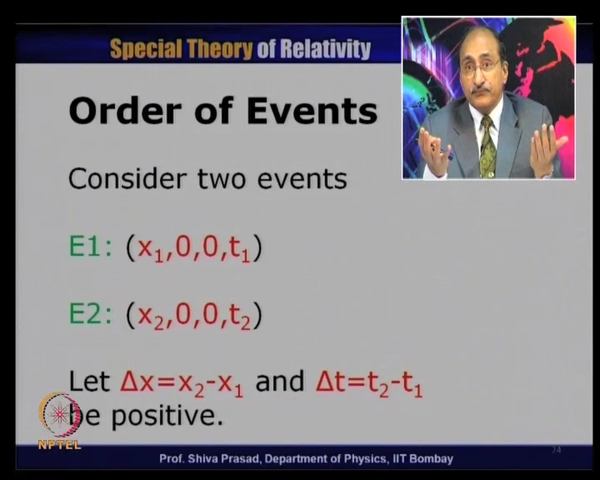 Special Theory of Relativity
Order of Events
Consider two events
E1: (x₁,0,0,t₁)
E2: (x₂,0,0,t₂)
Let Δx=x₂-x₁ and Δt=t₂-t₁
be positive.
NPTEL
Prof. Shiva Prasad, Department of Physics, IIT Bombay
74